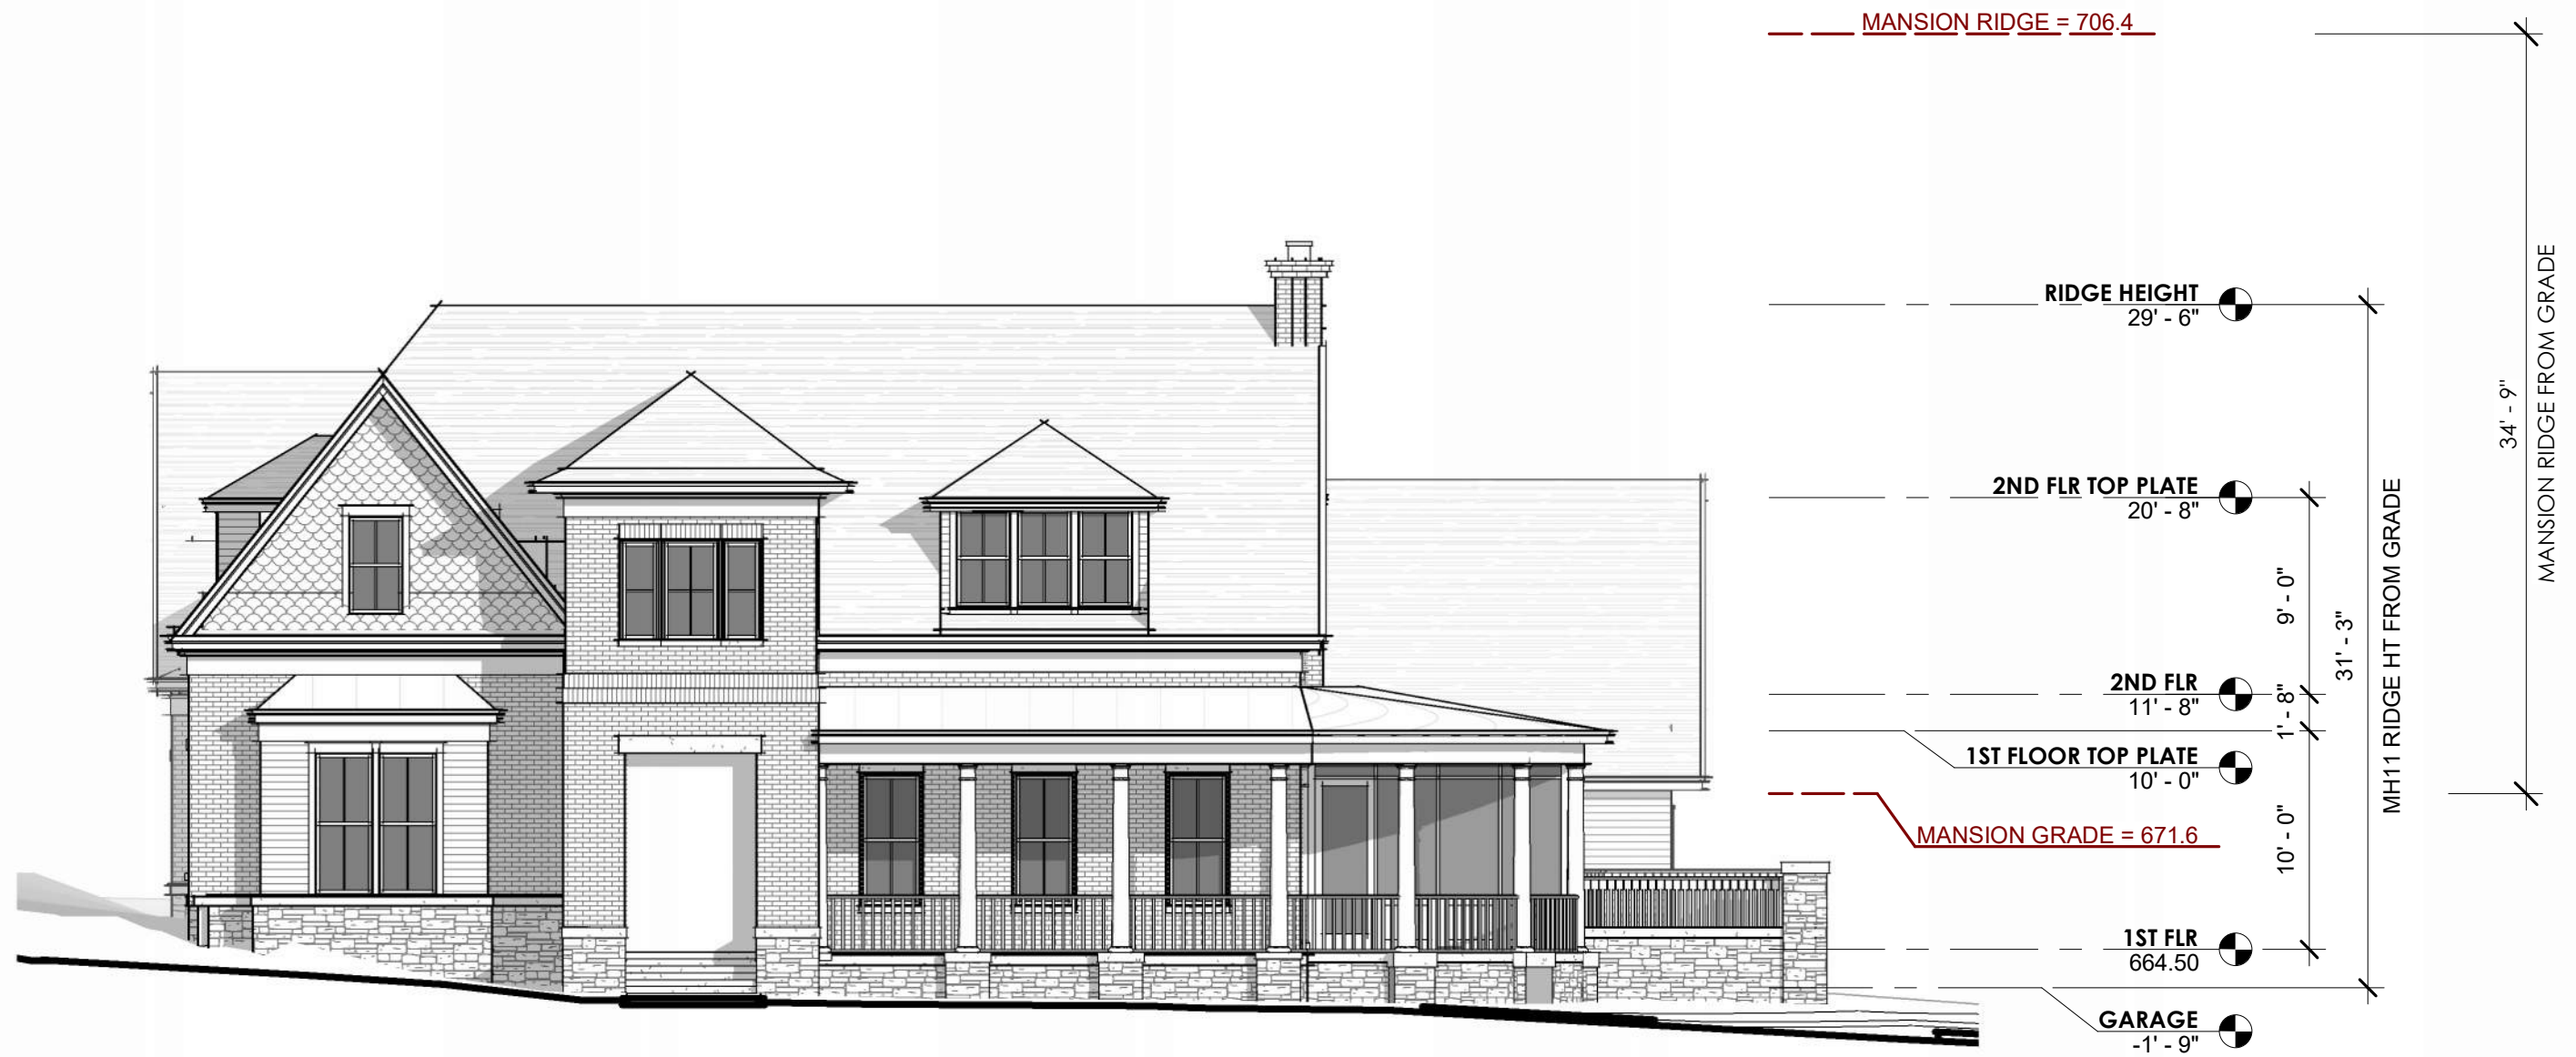 MANSION RIDGE = 706.4
RIDGE HEIGHT
29' - 6"
2ND FLR TOP PLATE
20' - 8"
2ND FLR
11' - 8"
1ST FLOOR TOP PLATE
10' - 0"
MANSION GRADE = 671.6
1ST FLR
664.50
GARAGE
-1' - 9"
9' - 0"
1' - 8"
10' - 0"
31' - 3"
MH11 RIDGE HT FROM GRADE
34' - 9"
MANSION RIDGE FROM GRADE